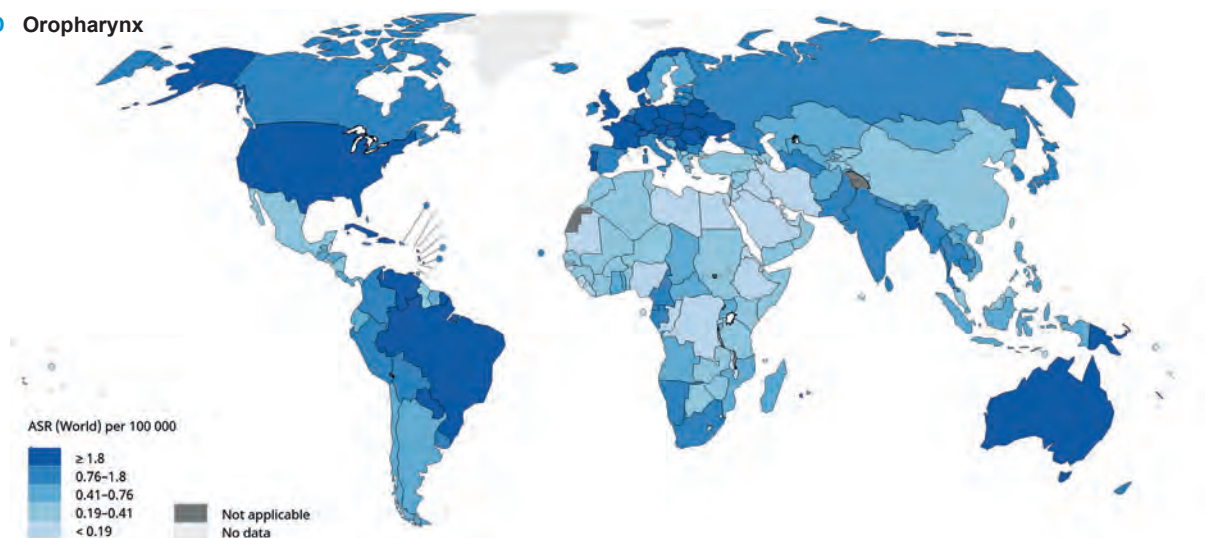 D Oropharynx
ASR (World) per 100 000
≥ 1.8
0.76–1.8
0.41–0.76
0.19–0.41
< 0.19
Not applicable
No data